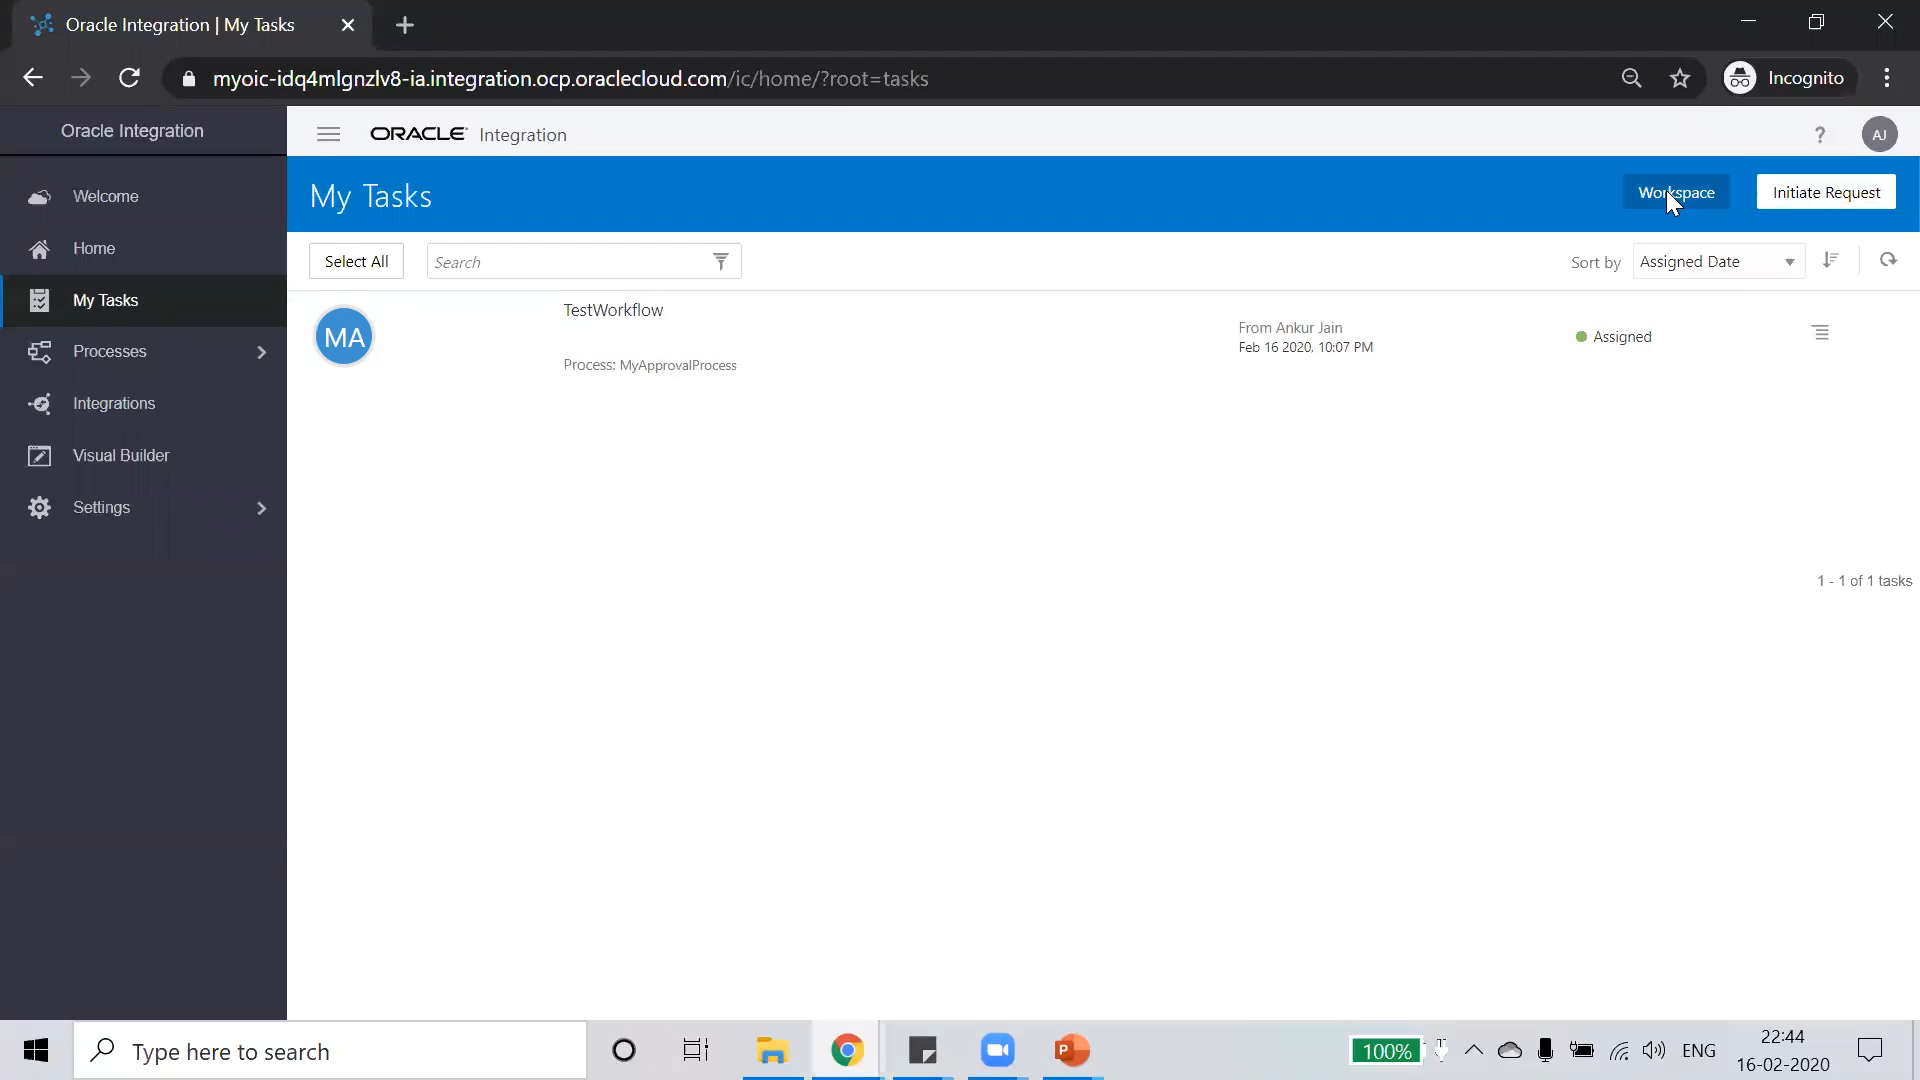 Oracle Integration | My Tasks
myoic-idq4mlgnzlv8-ia.integration.ocp.oraclecloud.com/ic/home/?root=tasks
Incognito
Oracle Integration
ORACLE Integration
?
AJ
Welcome
Home
My Tasks
Processes
Integrations
Visual Builder
Settings
My Tasks
Workspace
Initiate Request
Select All
Search
Sort by
Assigned Date
MA
TestWorkflow
Process: MyApprovalProcess
From Ankur Jain
Feb 16 2020, 10:07 PM
Assigned
1 - 1 of 1 tasks
Type here to search
100%
ENG
22:44
16-02-2020